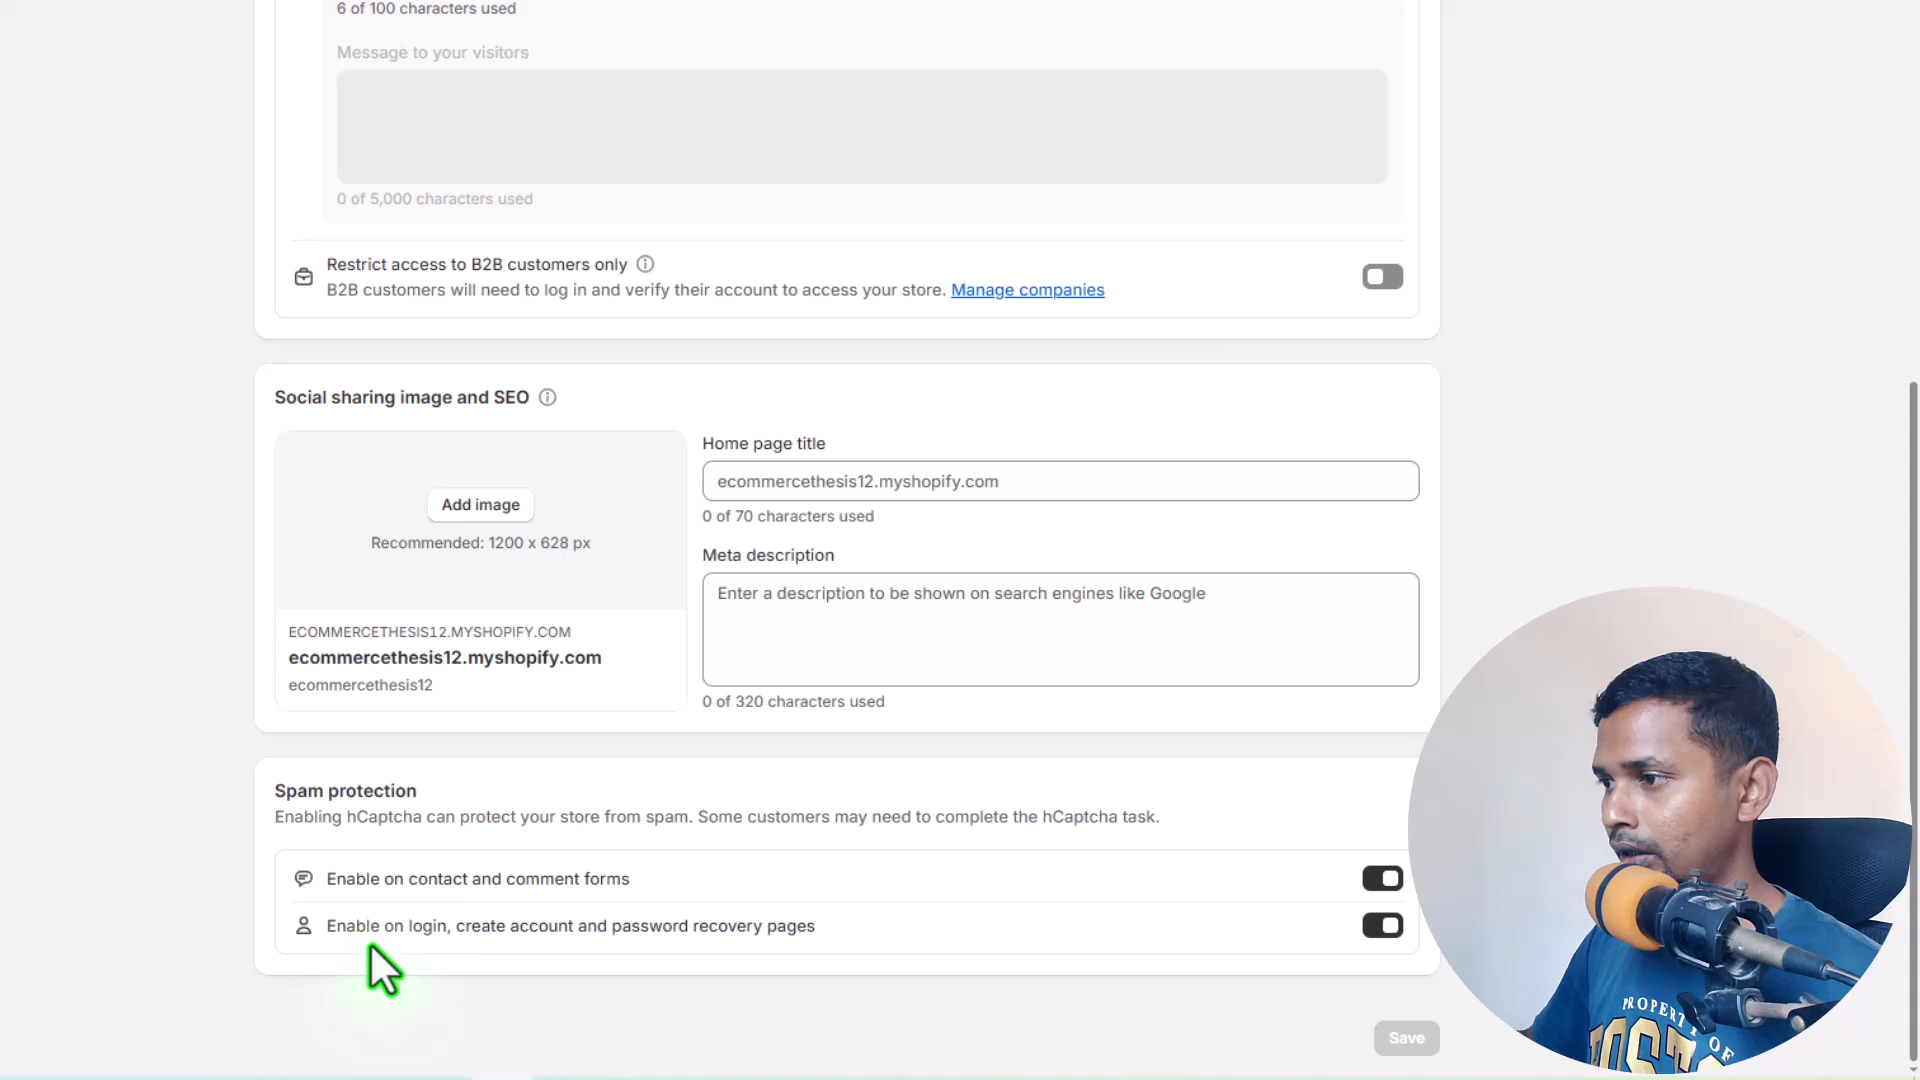 6 of 100 characters used
Message to your visitors
0 of 5,000 characters used
Restrict access to B2B customers only
B2B customers will need to log in and verify their account to access your store. Manage companies
Social sharing image and SEO
Add image
Recommended: 1200 x 628 px
ECOMMERCETHESIS12.MYSHOPIFY.COM
ecommercethesis12.myshopify.com
ecommercethesis12
Home page title
ecommercethesis12.myshopify.com
0 of 70 characters used
Meta description
Enter a description to be shown on search engines like Google
0 of 320 characters used
Spam protection
Enabling hCaptcha can protect your store from spam. Some customers may need to complete the hCaptcha task.
Enable on contact and comment forms
Enable on login, create account and password recovery pages
Save
PROPERTY OF